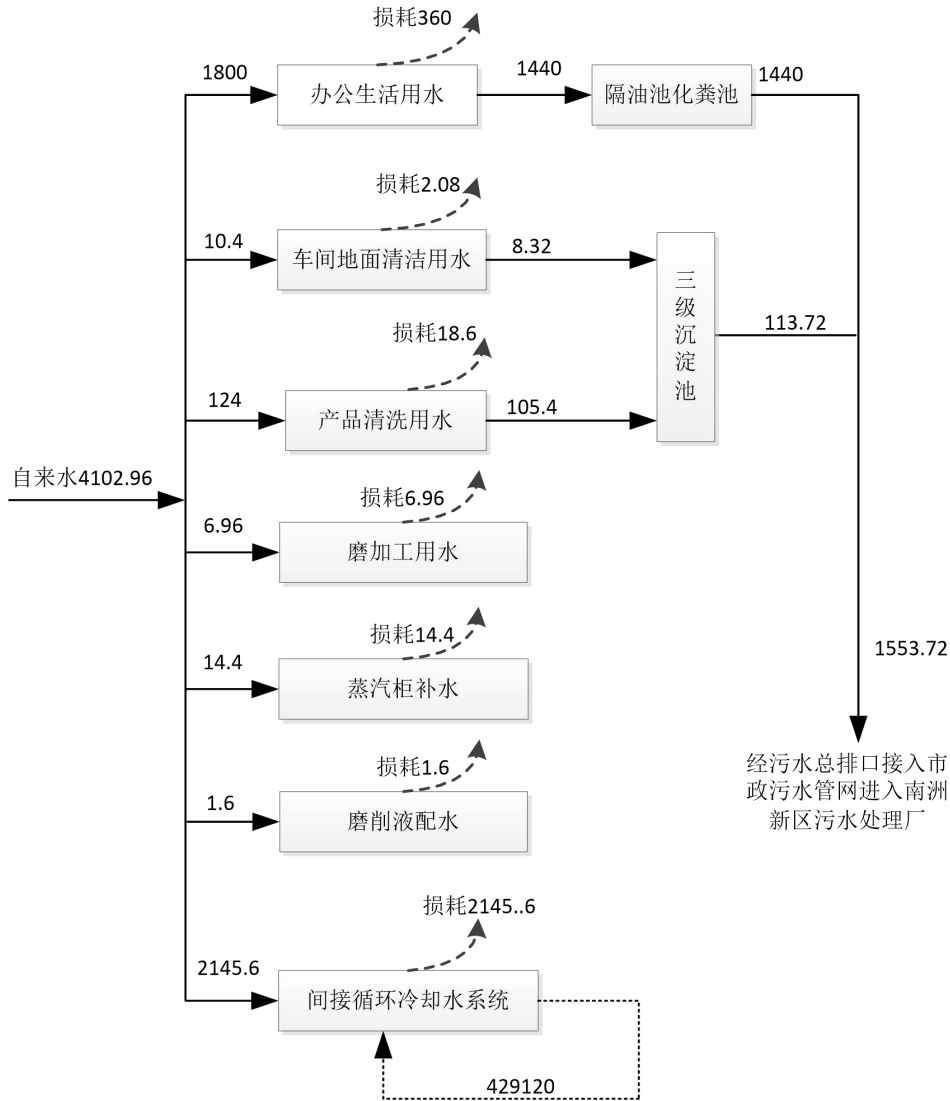 损耗360
1800
办公生活用水
1440
隔油池化粪池
1440
损耗2.08
10.4
车间地面清洁用水
8.32
三级沉淀池
113.72
损耗18.6
124
产品清洗用水
105.4
自来水4102.96
损耗6.96
6.96
磨加工用水
损耗14.4
14.4
蒸汽柜补水
1553.72
损耗1.6
1.6
磨削液配水
经污水总排口接入市
政污水管网进入南洲
新区污水处理厂
损耗2145..6
2145.6
间接循环冷却水系统
429120